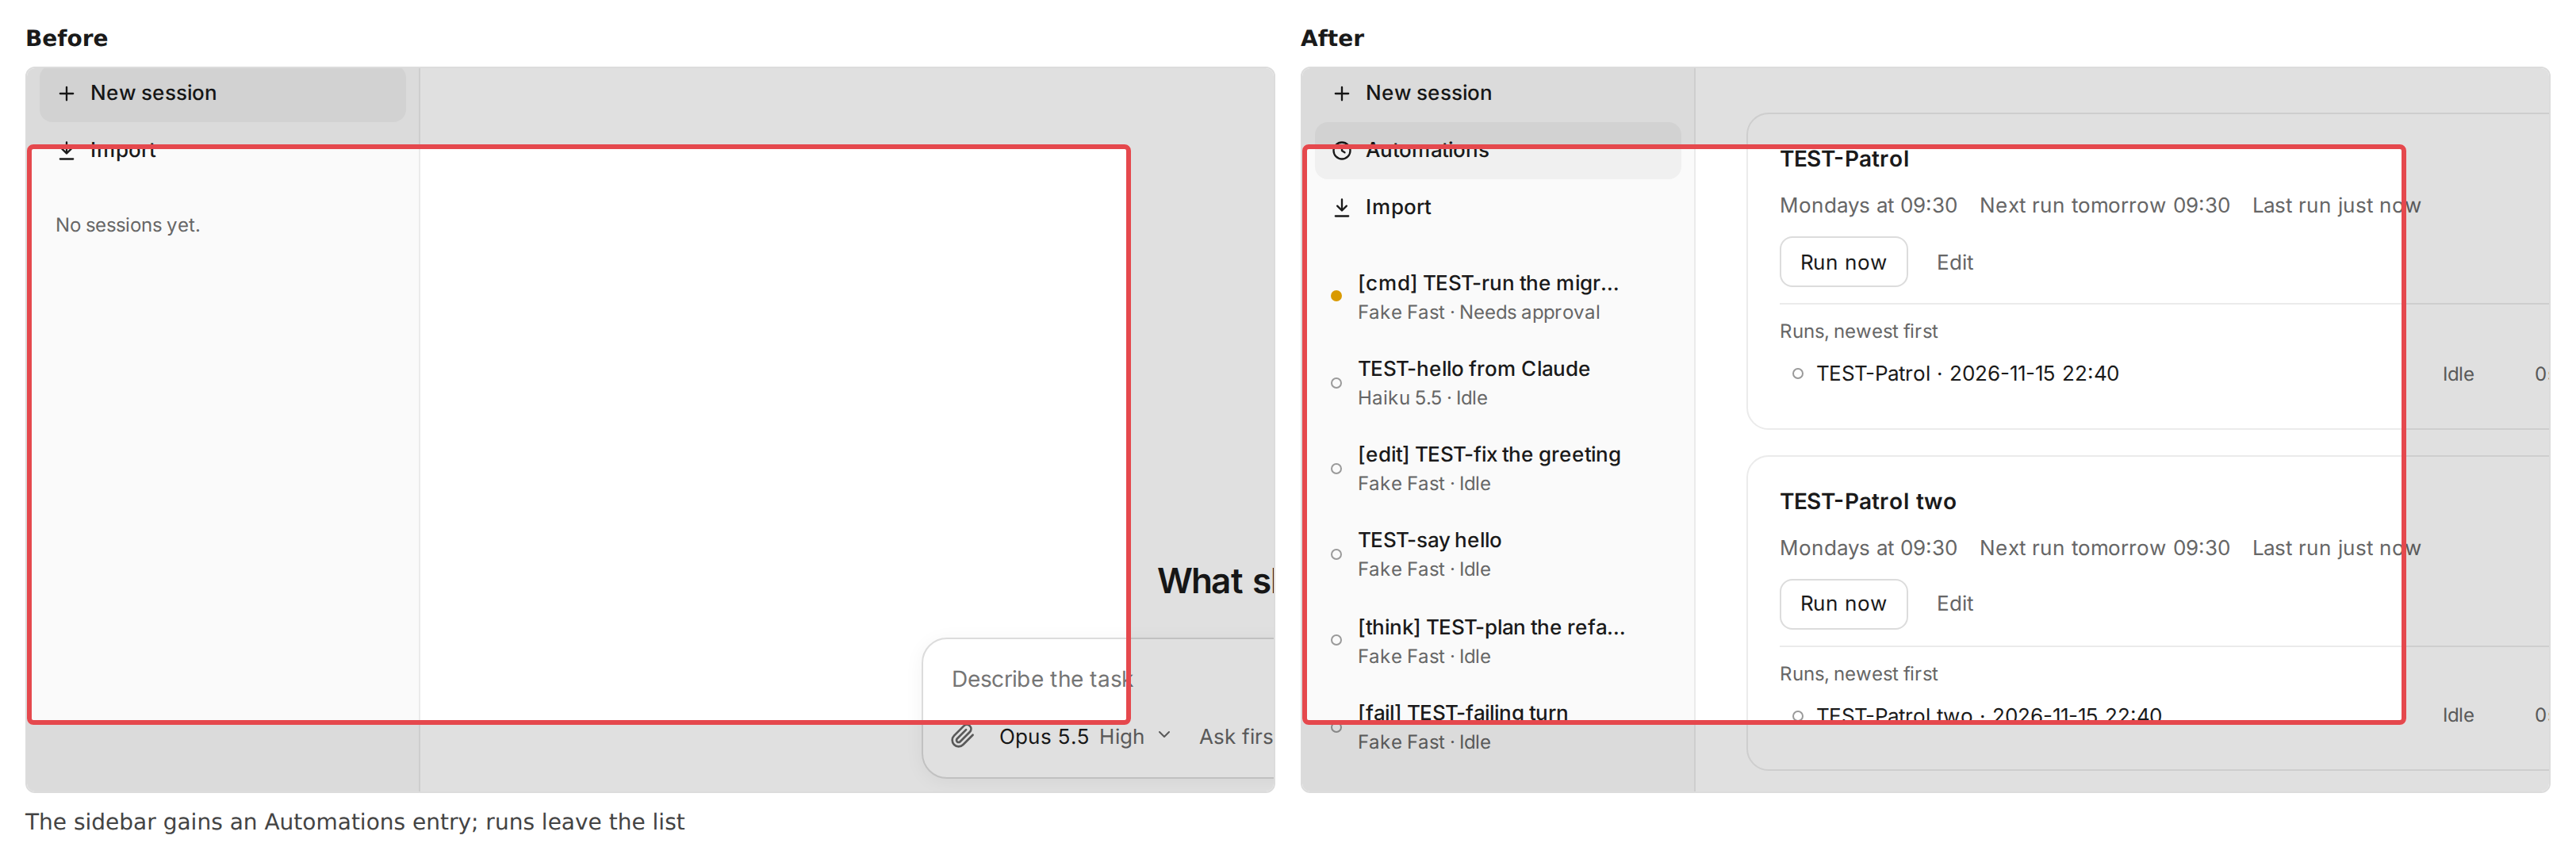 Before
New session
Import
No sessions yet.
What s
Describe the task
Opus 5.5 High
Ask firs
After
New session
Automations
Import
[cmd] TEST-run the migr...
Fake Fast · Needs approval
TEST-hello from Claude
Haiku 5.5 · Idle
[edit] TEST-fix the greeting
Fake Fast · Idle
TEST-say hello
Fake Fast · Idle
[think] TEST-plan the refa...
Fake Fast · Idle
[fail] TEST-failing turn
Fake Fast · Idle
TEST-Patrol
Mondays at 09:30 Next run tomorrow 09:30 Last run just now
Run now Edit
Runs, newest first
TEST-Patrol · 2026-11-15 22:40 Idle 0
TEST-Patrol two
Mondays at 09:30 Next run tomorrow 09:30 Last run just now
Run now Edit
Runs, newest first
TEST-Patrol two · 2026-11-15 22:40 Idle 0
The sidebar gains an Automations entry; runs leave the list